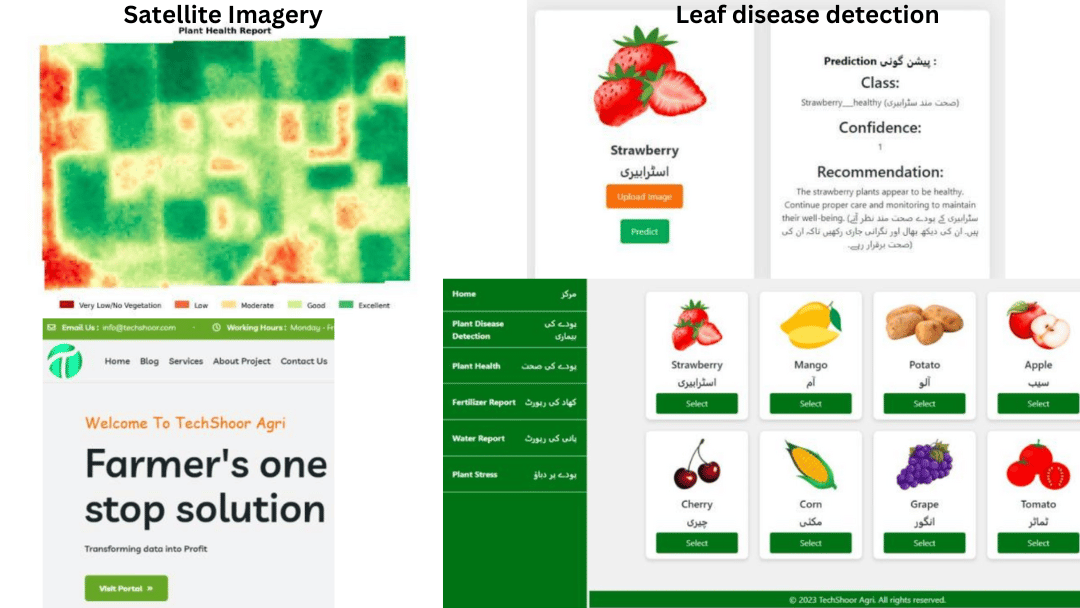 Satellite Imagery
Plant Health Report
Very Low/No Vegetation Low Moderate Good Excellent
Email Us : info@techshoor.com Working Hours : Monday - Fr
Home Blog Services About Project Contact Us
Welcome To TechShoor Agri
Farmer's one
stop solution
Transforming data into Profit
Visit Portal »
Leaf disease detection
Strawberry
اسٹرابیری
Upload Image
Predict
Prediction پیشن گوئی :
Class:
Strawberry___healthy (صحت مند سٹرابیری)
Confidence:
1
Recommendation:
The strawberry plants appear to be healthy.
Continue proper care and monitoring to maintain
their well-being. (سٹرابیری کے پودے صحت مند نظر آتے
ہیں. ان کی دیکھ بھال اور نگرانی جاری رکھیں تاکہ ان کی
صحت برقرار رہے.)
Home مرکز
Plant Disease Detection پودے کی بیماری
Plant Health پودے کی صحت
Fertilizer Report کھاد کی رپورٹ
Water Report پانی کی رپورٹ
Plant Stress پودے پر دباؤ
Strawberry Mango Potato Apple
اسٹرابیری آم آلو سیب
Select Select Select Select
Cherry Corn Grape Tomato
چیری مکئی انگور ٹماٹر
Select Select Select Select
© 2023 TechShoor Agri. All rights reserved.